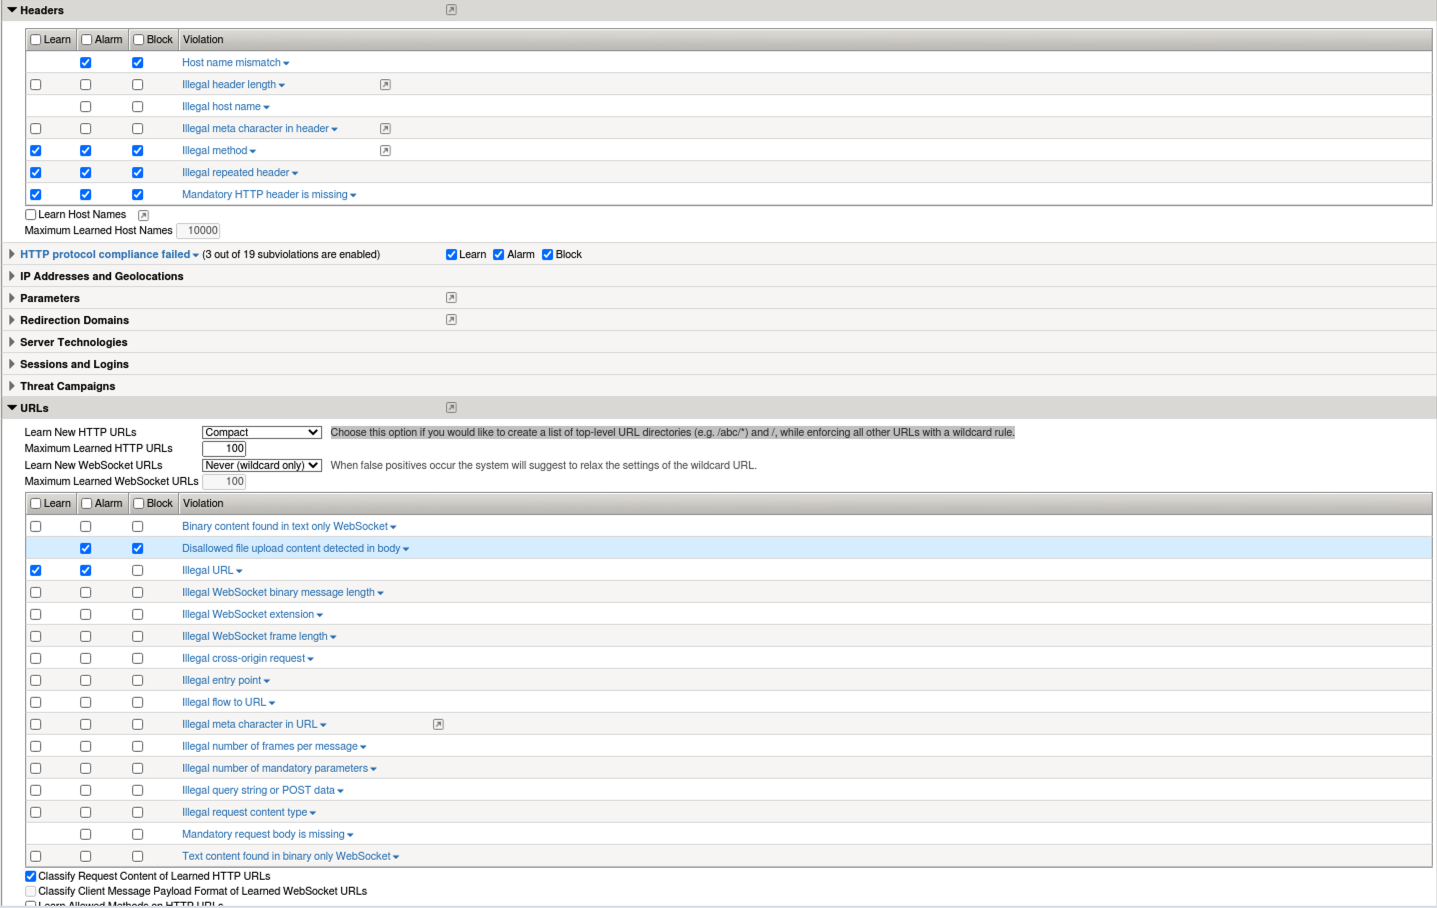 Headers
Learn Alarm Block Violation
Host name mismatch
Illegal header length
Illegal host name
Illegal meta character in header
Illegal method
Illegal repeated header
Mandatory HTTP header is missing
Learn Host Names
Maximum Learned Host Names 10000
HTTP protocol compliance failed (3 out of 19 subviolations are enabled) Learn Alarm Block
IP Addresses and Geolocations
Parameters
Redirection Domains
Server Technologies
Sessions and Logins
Threat Campaigns
URLs
Learn New HTTP URLs Compact Choose this option if you would like to create a list of top-level URL directories (e.g. /abc/*) and /, while enforcing all other URLs with a wildcard rule.
Maximum Learned HTTP URLs 100
Learn New WebSocket URLs Never (wildcard only) When false positives occur the system will suggest to relax the settings of the wildcard URL.
Maximum Learned WebSocket URLs 100
Learn Alarm Block Violation
Binary content found in text only WebSocket
Disallowed file upload content detected in body
Illegal URL
Illegal WebSocket binary message length
Illegal WebSocket extension
Illegal WebSocket frame length
Illegal cross-origin request
Illegal entry point
Illegal flow to URL
Illegal meta character in URL
Illegal number of frames per message
Illegal number of mandatory parameters
Illegal query string or POST data
Illegal request content type
Mandatory request body is missing
Text content found in binary only WebSocket
Classify Request Content of Learned HTTP URLs
Classify Client Message Payload Format of Learned WebSocket URLs
Learn Allowed Methods on HTTP URLs